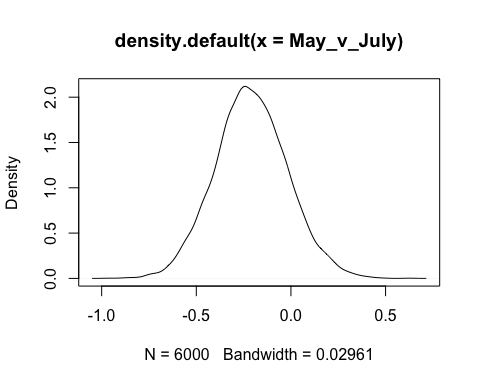 density.default(x = May_v_July)
Density
2.0
1.5
1.0
0.5
0.0
-1.0 -0.5 0.0 0.5
N = 6000 Bandwidth = 0.02961